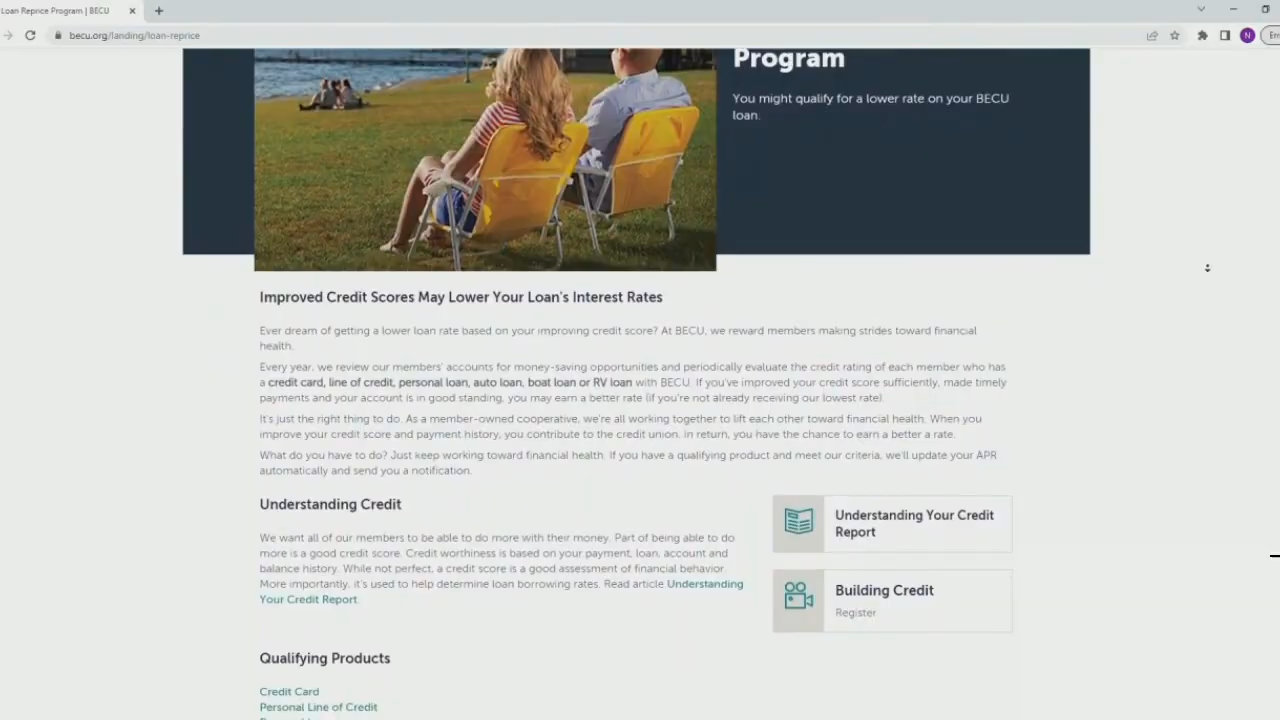 Loan Reprice Program | BECU
becu.org/landing/loan-reprice
N
Program
You might qualify for a lower rate on your BECU
loan.
Improved Credit Scores May Lower Your Loan's Interest Rates
Ever dream of getting a lower loan rate based on your improving credit score? At BECU, we reward members making strides toward financial
health.
Every year, we review our members' accounts for money-saving opportunities and periodically evaluate the credit rating of each member who has
a credit card, line of credit, personal loan, auto loan, boat loan or RV loan with BECU. If you've improved your credit score sufficiently, made timely
payments and your account is in good standing, you may earn a better rate (if you're not already receiving our lowest rate).
It's just the right thing to do. As a member-owned cooperative, we're all working together to lift each other toward financial health. When you
improve your credit score and payment history, you contribute to the credit union. In return, you have the chance to earn a better a rate.
What do you have to do? Just keep working toward financial health. If you have a qualifying product and meet our criteria, we'll update your APR
automatically and send you a notification.
Understanding Credit
We want all of our members to be able to do more with their money. Part of being able to do
more is a good credit score. Credit worthiness is based on your payment, loan, account and
balance history. While not perfect, a credit score is a good assessment of financial behavior.
More importantly, it's used to help determine loan borrowing rates. Read article Understanding
Your Credit Report.
Understanding Your Credit
Report
Building Credit
Register
Qualifying Products
Credit Card
Personal Line of Credit